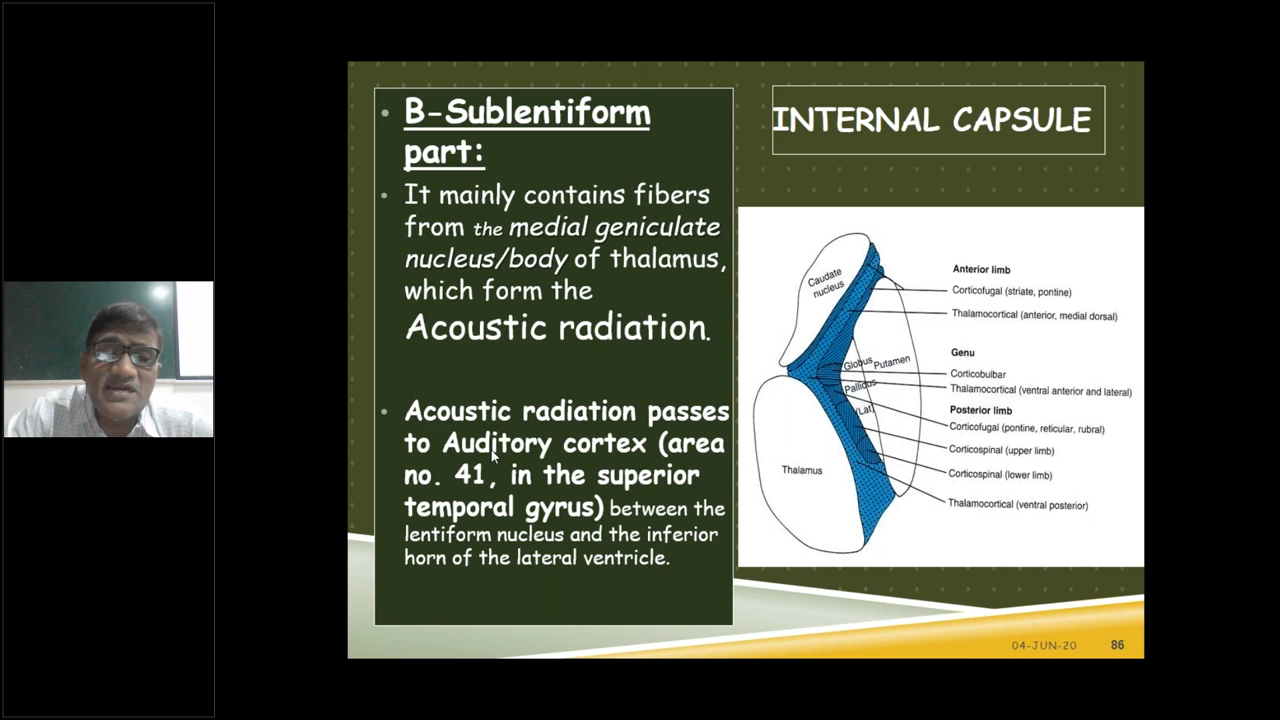 B-Sublentiform
part:
It mainly contains fibers
from the medial geniculate
nucleus/body of thalamus,
which form the
Acoustic radiation.
Acoustic radiation passes
to Auditory cortex (area
no. 41, in the superior
temporal gyrus) between the
lentiform nucleus and the inferior
horn of the lateral ventricle.
INTERNAL CAPSULE
Caudate
nucleus
Anterior limb
Corticofugal (striate, pontine)
Thalamocortical (anterior, medial dorsal)
Genu
Globus Putamen
Corticobulbar
Pallidus
Thalamocortical (ventral anterior and lateral)
(Lat)
Posterior limb
Corticofugal (pontine, reticular, rubral)
Corticospinal (upper limb)
Thalamus
Corticospinal (lower limb)
Thalamocortical (ventral posterior)
04-JUN-20
86